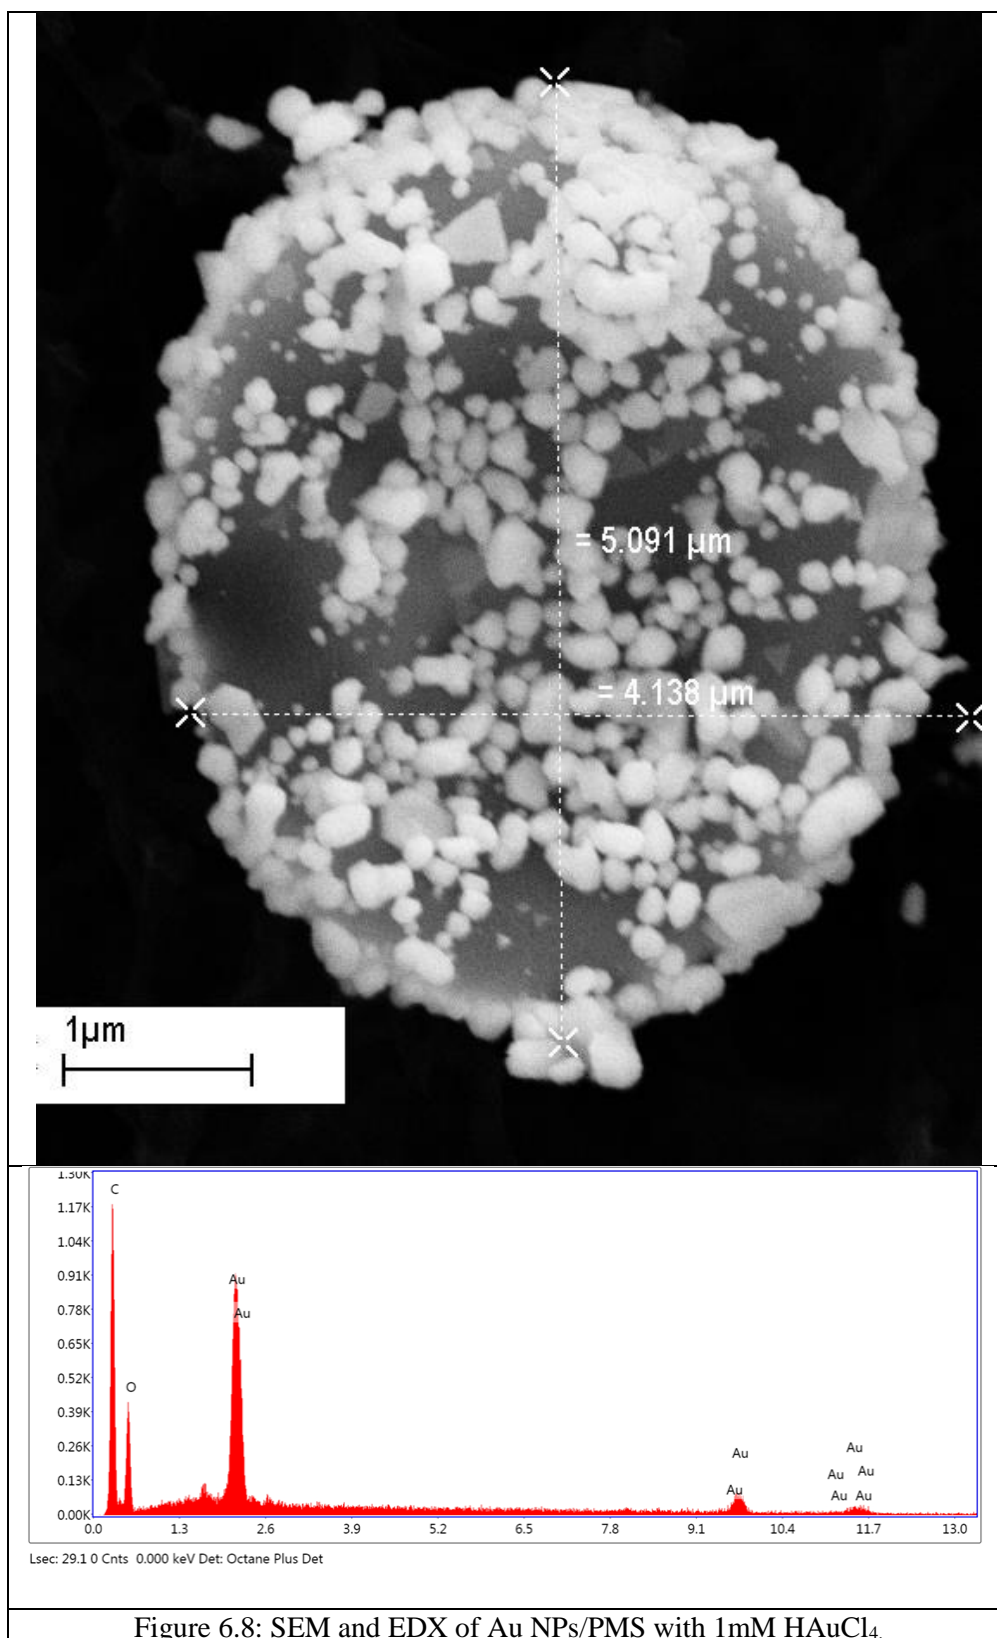 = 5.091 µm
= 4.138 µm
1µm
1.30K
C
1.17K
1.04K
0.91K
Au
0.78K
Au
0.65K
0.52K
O
0.39K
0.26K
Au
Au
0.13K
Au
Au
Au
Au
Au
0.00K
0.0 1.3 2.6 3.9 5.2 6.5 7.8 9.1 10.4 11.7 13.0
Lsec: 29.1 0 Cnts 0.000 keV Det: Octane Plus Det
Figure 6.8: SEM and EDX of Au NPs/PMS with 1mM HAuCl₄.